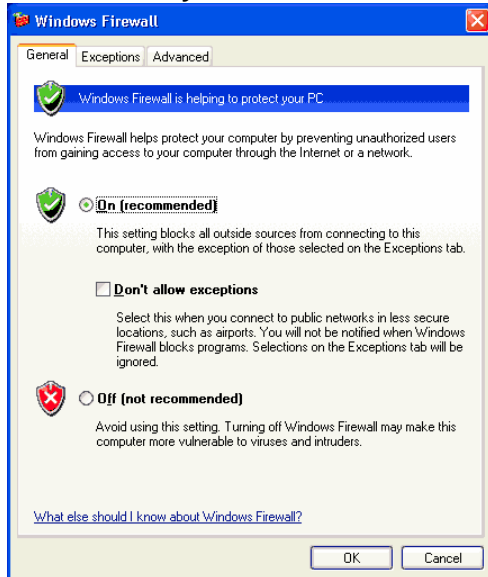 Windows Firewall
General Exceptions Advanced
Windows Firewall is helping to protect your PC
Windows Firewall helps protect your computer by preventing unauthorized users
from gaining access to your computer through the Internet or a network.
On (recommended)
This setting blocks all outside sources from connecting to this
computer, with the exception of those selected on the Exceptions tab.
Don't allow exceptions
Select this when you connect to public networks in less secure
locations, such as airports. You will not be notified when Windows
Firewall blocks programs. Selections on the Exceptions tab will be
ignored.
Off (not recommended)
Avoid using this setting. Turning off Windows Firewall may make this
computer more vulnerable to viruses and intruders.
What else should I know about Windows Firewall?
OK Cancel